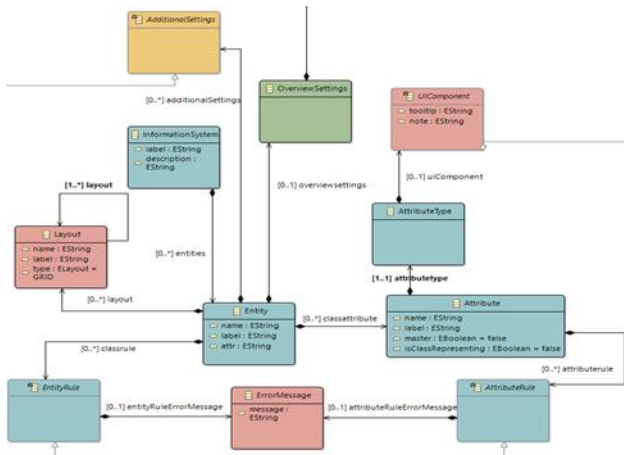 AdditionalSettings
[0..*] additionalSettings
OverviewSettings
UIComponent
tooltip : EString
note : EString
InformationSystem
label : EString
description :
EString
[0..1] overviewsettings
[0..1] uiComponent
[1..*] layout
AttributeType
Layout
name : EString
label : EString
type : ELayout =
GRID
[0..*] entities
[1..1] attributetype
[0..*] layout
Entity
name : EString
label : EString
attr : EString
[0..*] classattribute
Attribute
name : EString
label : EString
master : EBoolean = false
isClassRepresenting : EBoolean = false
[0..*] classrule
[0..*] attributerule
EntityRule
[0..1] entityRuleErrorMessage
ErrorMessage
message :
EString
[0..1] attributeRuleErrorMessage
AttributeRule